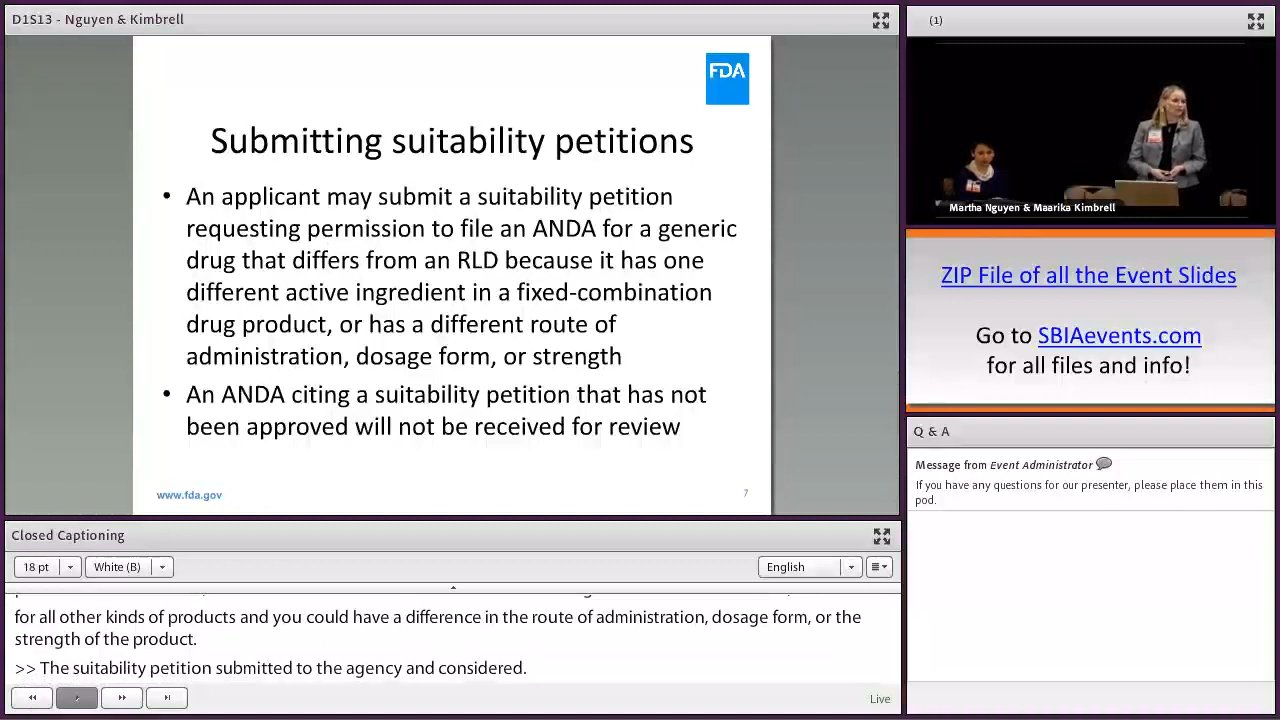 D1S13 - Nguyen & Kimbrell
FDA
Submitting suitability petitions
• An applicant may submit a suitability petition
requesting permission to file an ANDA for a generic
drug that differs from an RLD because it has one
different active ingredient in a fixed-combination
drug product, or has a different route of
administration, dosage form, or strength
• An ANDA citing a suitability petition that has not
been approved will not be received for review
www.fda.gov
7
(1)
Martha Nguyen & Maarika Kimbrell
ZIP File of all the Event Slides
Go to SBIAevents.com
for all files and info!
Q & A
Message from Event Administrator
If you have any questions for our presenter, please place them in this
pod.
Closed Captioning
18 pt
White (B)
English
for all other kinds of products and you could have a difference in the route of administration, dosage form, or the
strength of the product.
>> The suitability petition submitted to the agency and considered.
Live